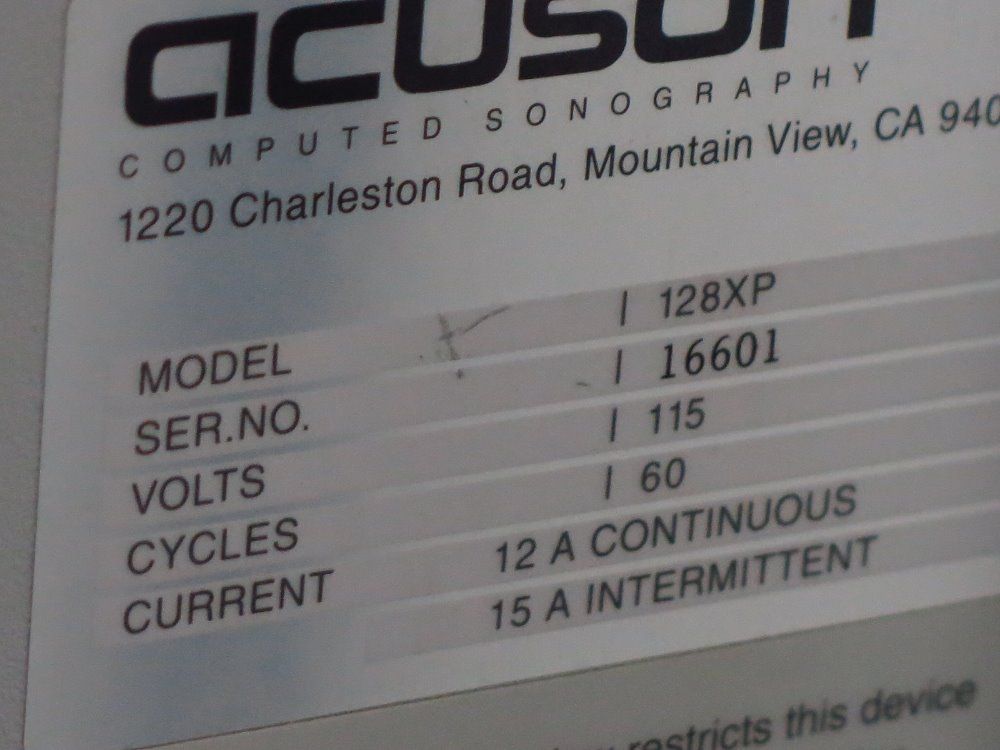 acuson
COMPUTED SONOGRAPHY
1220 Charleston Road, Mountain View, CA 940
MODEL | 128XP
SER.NO. | 16601
VOLTS | 115
CYCLES | 60
CURRENT 12 A CONTINUOUS
15 A INTERMITTENT
restricts this device